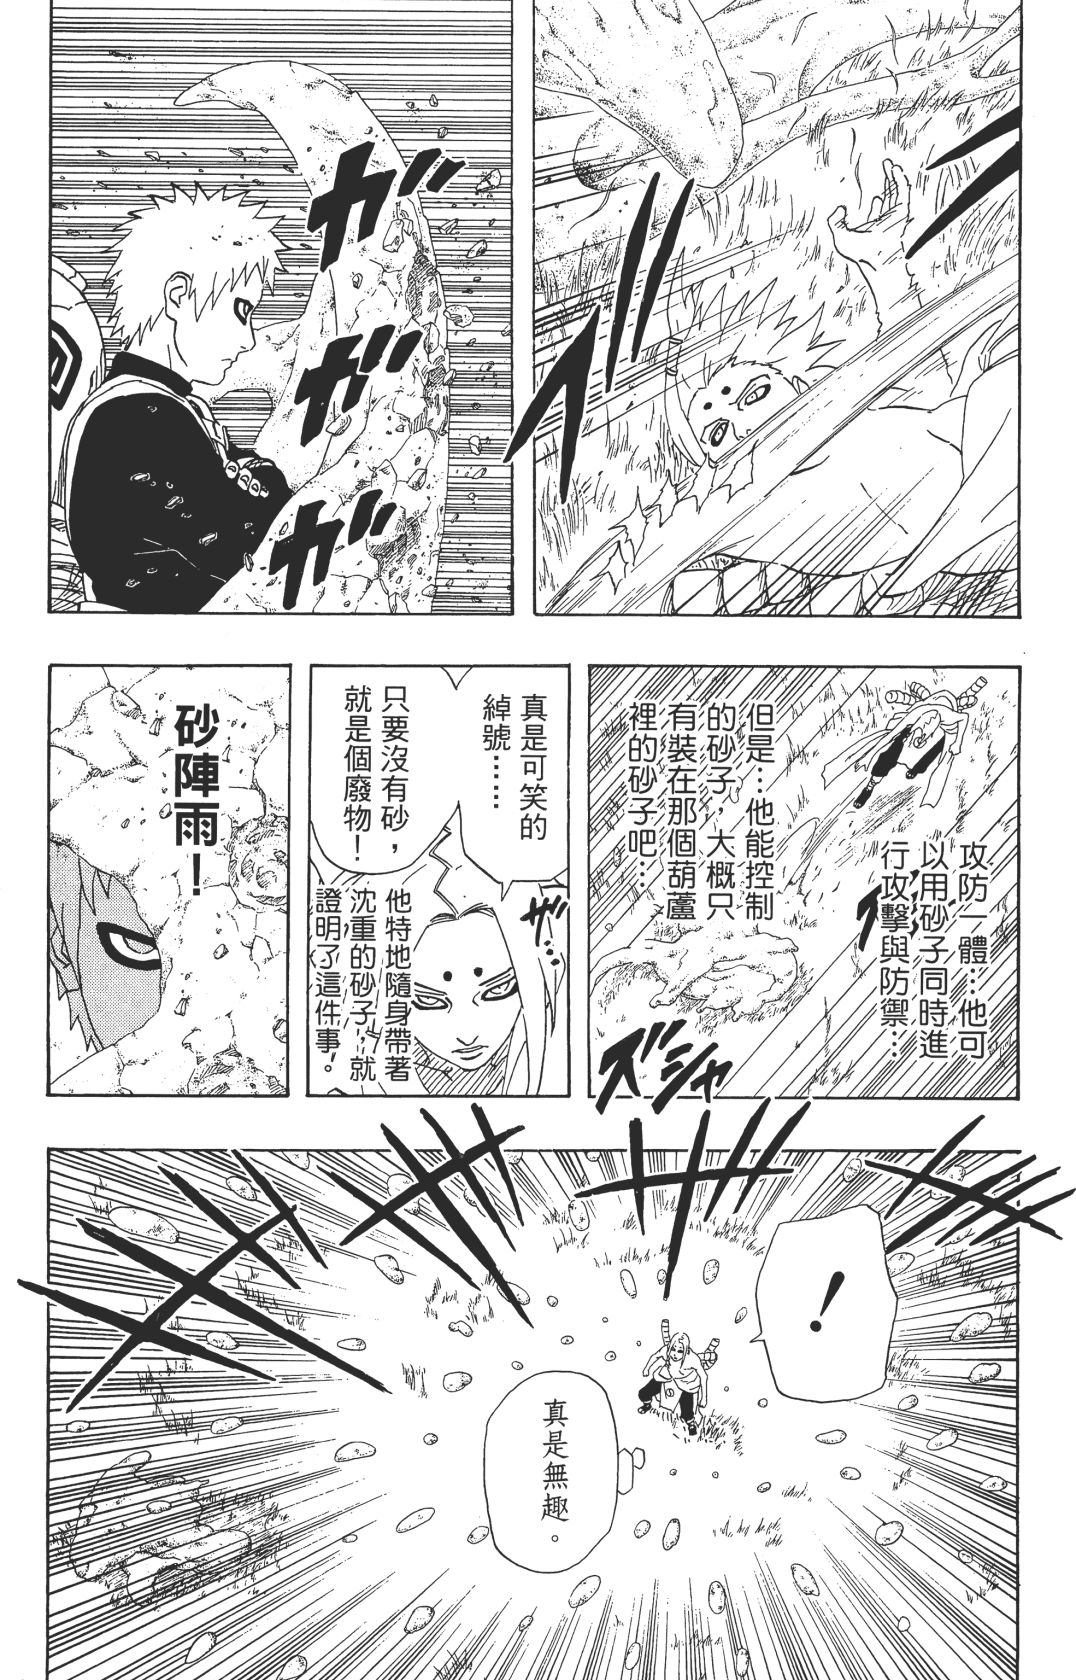 ガ
ガ
ガ
攻防一體…他可
以用砂子同時進
行攻擊與防禦…
但是…他能控制
的砂子，大概只
有裝在那個葫蘆
裡的砂子吧…
ズシャ
真是可笑的
綽號……
只要沒有砂，
就是個廢物！
ザッ
他特地隨身帶著
沈重的砂子，就
證明了這件事！
砂陣雨！
！
真是無趣。